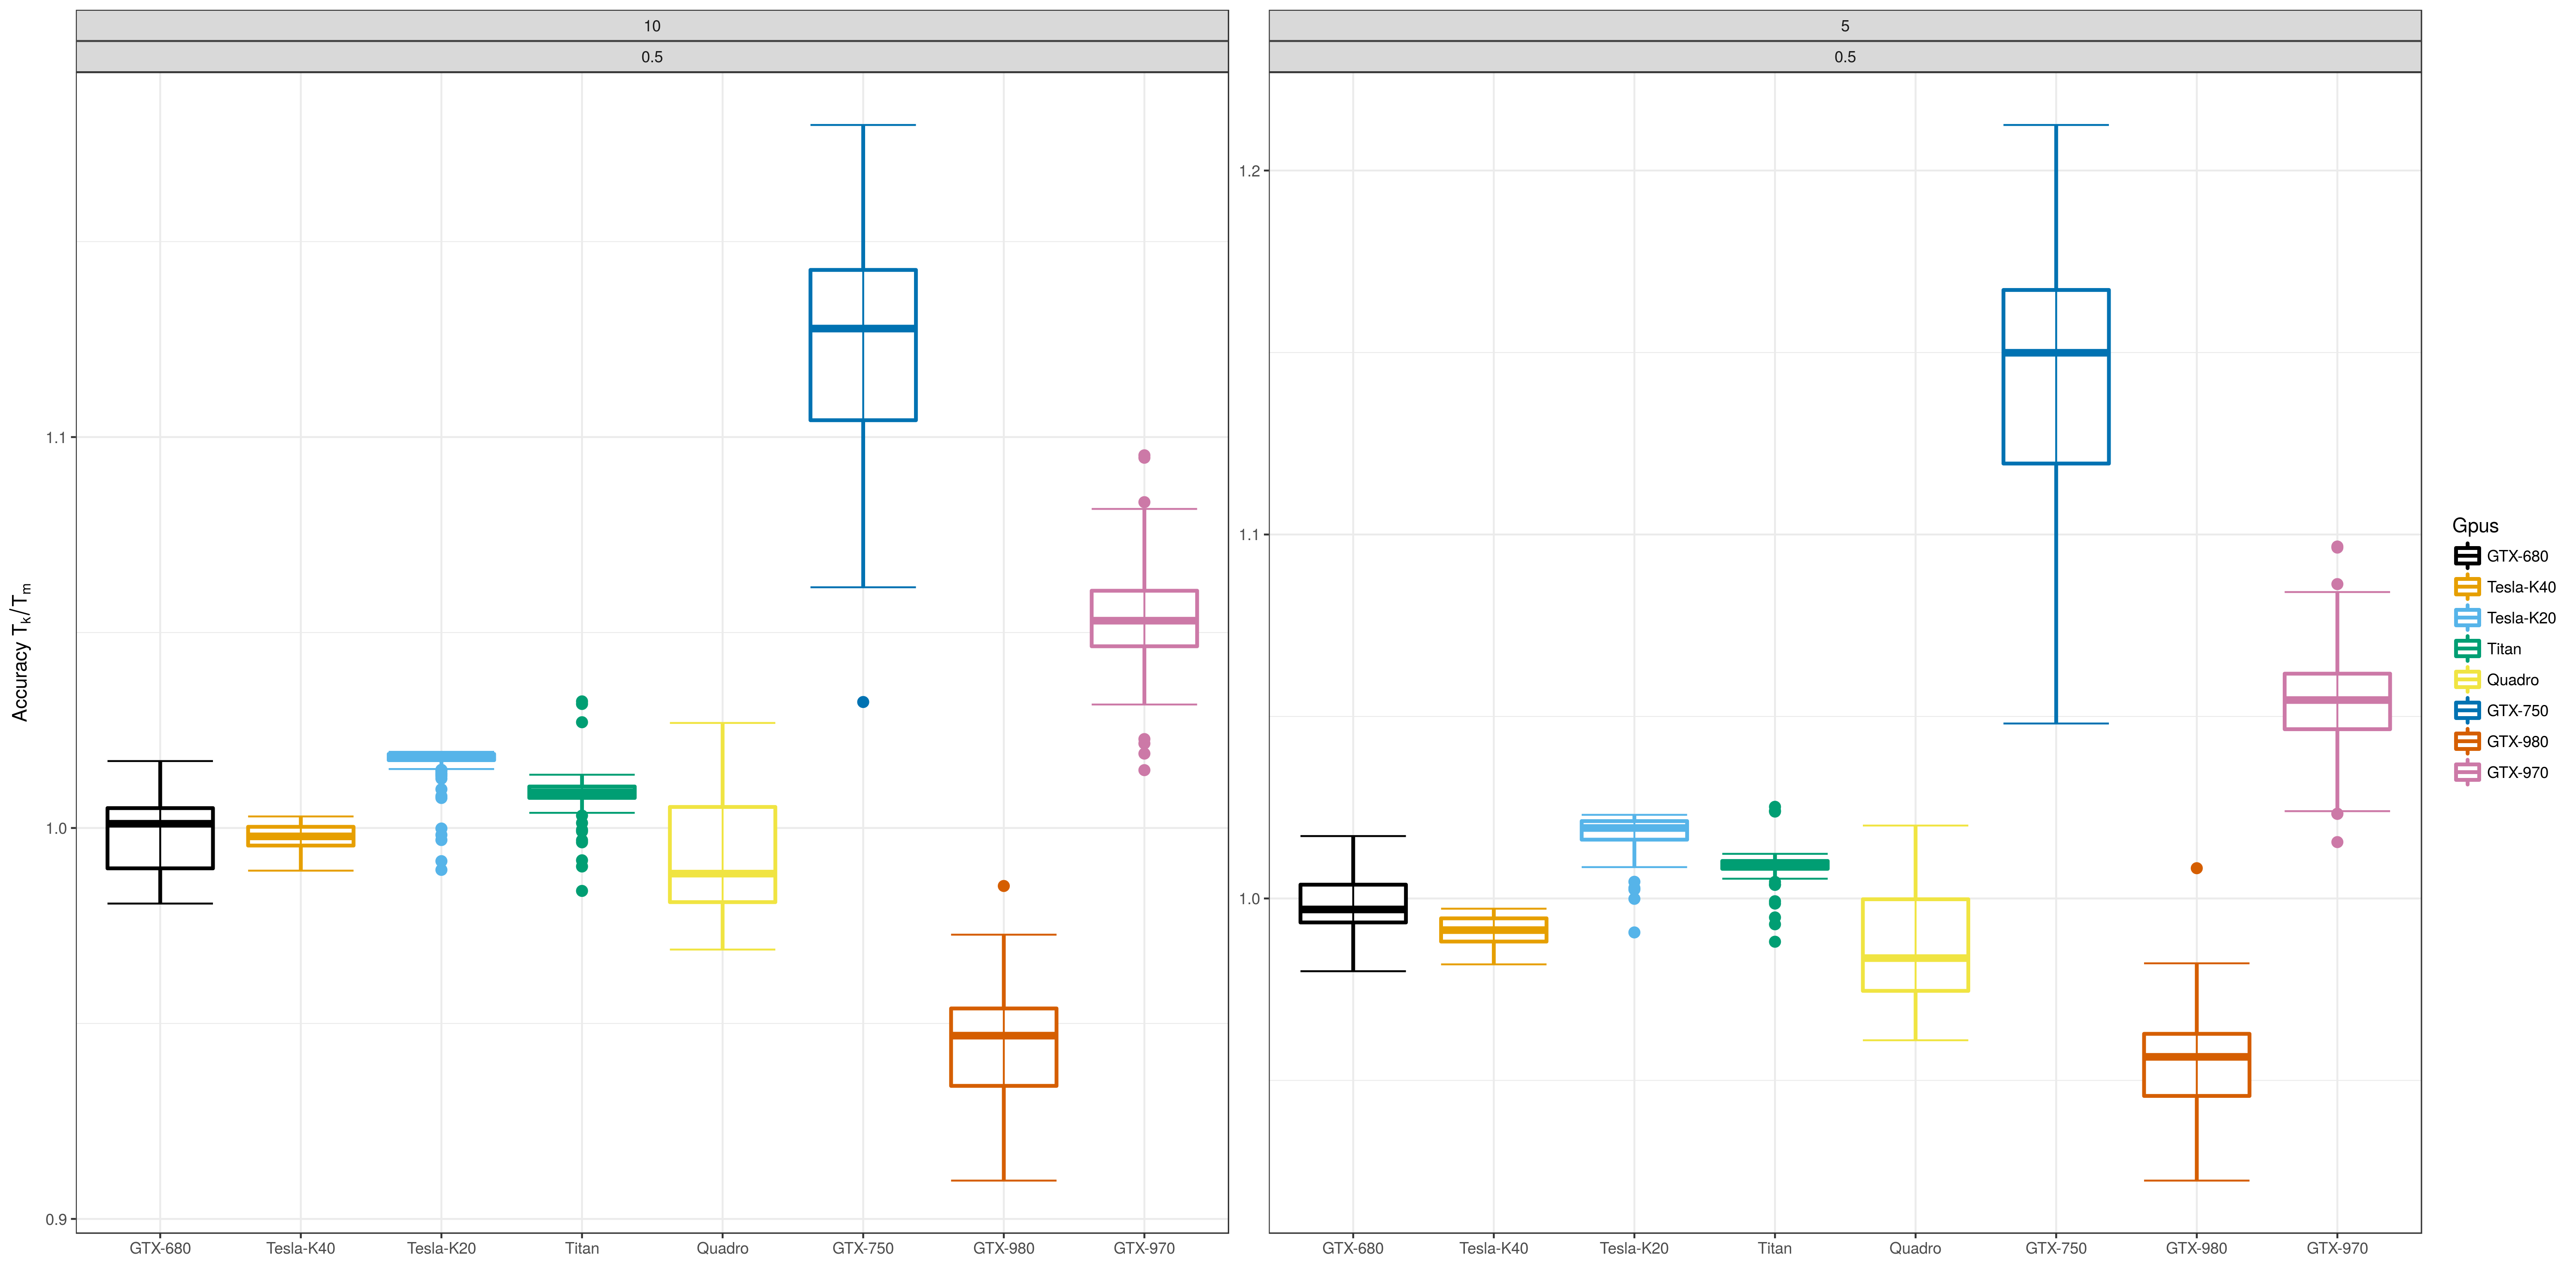 10
0.5
5
0.5
Accuracy Tk/Tm
1.1
1.0
0.9
1.2
1.1
1.0
GTX-680 Tesla-K40 Tesla-K20 Titan Quadro GTX-750 GTX-980 GTX-970
GTX-680 Tesla-K40 Tesla-K20 Titan Quadro GTX-750 GTX-980 GTX-970
Gpus
GTX-680
Tesla-K40
Tesla-K20
Titan
Quadro
GTX-750
GTX-980
GTX-970